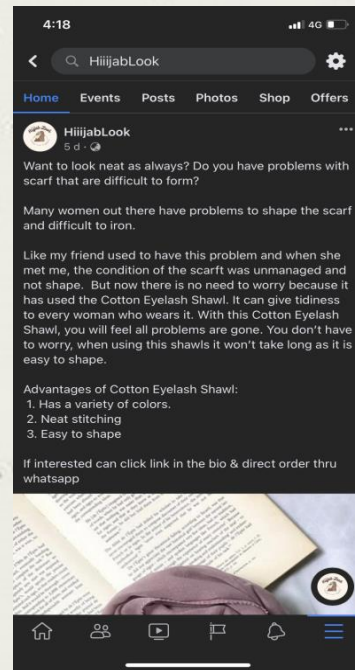 4:18
4G
HiiijabLook
Home Events Posts Photos Shop Offers
HiiijabLook
5 d
Want to look neat as always? Do you have problems with
scarf that are difficult to form?
Many women out there have problems to shape the scarf
and difficult to iron.
Like my friend used to have this problem and when she
met me, the condition of the scarft was unmanaged and
not shape. But now there is no need to worry because it
has used the Cotton Eyelash Shawl. It can give tidiness
to every woman who wears it. With this Cotton Eyelash
Shawl, you will feel all problems are gone. You don't have
to worry, when using this shawls it won't take long as it is
easy to shape.
Advantages of Cotton Eyelash Shawl:
1. Has a variety of colors.
2. Neat stitching
3. Easy to shape
If interested can click link in the bio & direct order thru
whatsapp